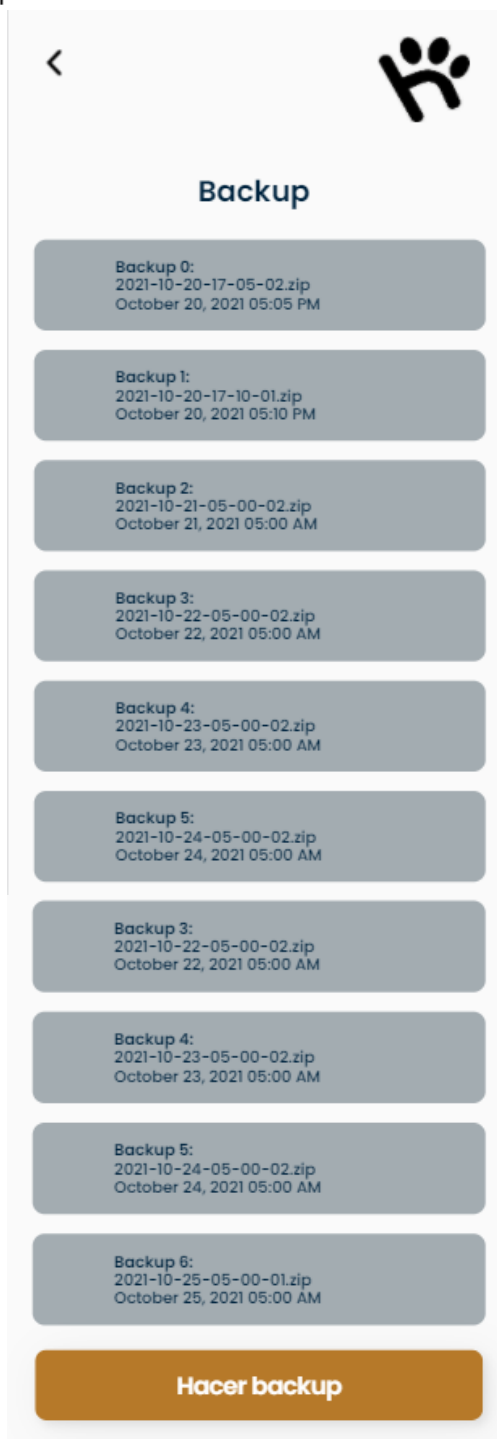 Backup
Backup 0:
2021-10-20-17-05-02.zip
October 20, 2021 05:05 PM
Backup 1:
2021-10-20-17-10-01.zip
October 20, 2021 05:10 PM
Backup 2:
2021-10-21-05-00-02.zip
October 21, 2021 05:00 AM
Backup 3:
2021-10-22-05-00-02.zip
October 22, 2021 05:00 AM
Backup 4:
2021-10-23-05-00-02.zip
October 23, 2021 05:00 AM
Backup 5:
2021-10-24-05-00-02.zip
October 24, 2021 05:00 AM
Backup 3:
2021-10-22-05-00-02.zip
October 22, 2021 05:00 AM
Backup 4:
2021-10-23-05-00-02.zip
October 23, 2021 05:00 AM
Backup 5:
2021-10-24-05-00-02.zip
October 24, 2021 05:00 AM
Backup 6:
2021-10-25-05-00-01.zip
October 25, 2021 05:00 AM
Hacer backup